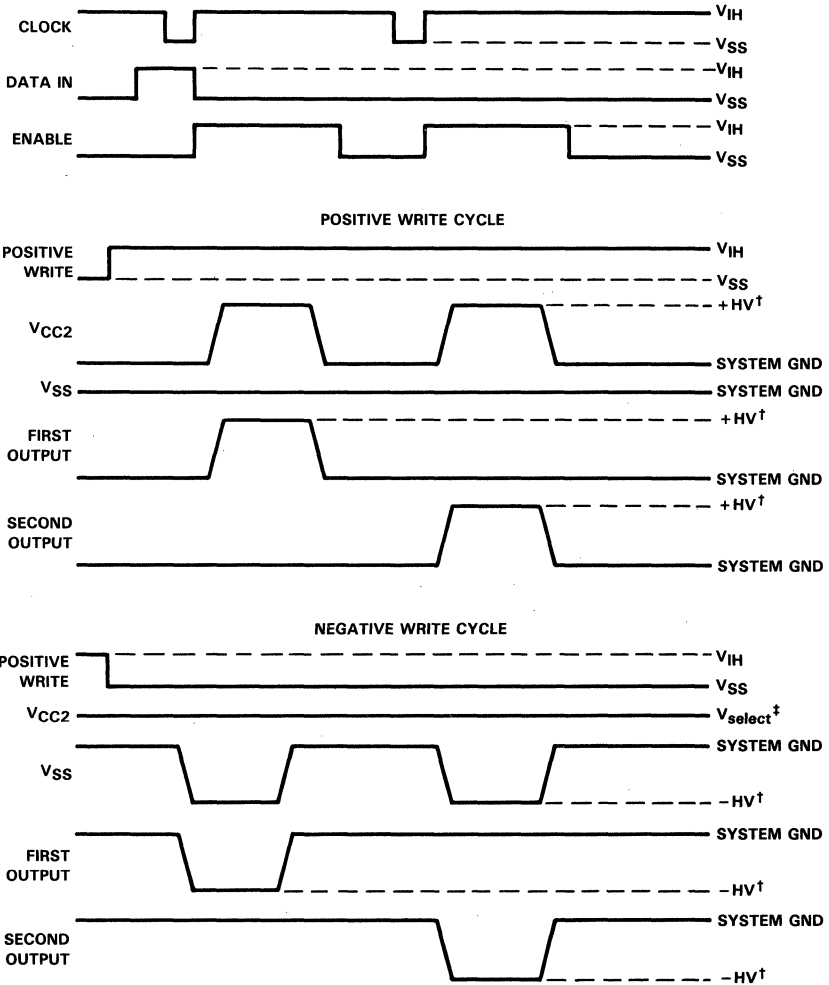 CLOCK
VIH
VSS
DATA IN
VIH
VSS
ENABLE
VIH
VSS
POSITIVE WRITE CYCLE
POSITIVE
WRITE
VIH
VSS
VCC2
+HV†
SYSTEM GND
VSS
SYSTEM GND
FIRST
OUTPUT
+HV†
SYSTEM GND
SECOND
OUTPUT
+HV†
SYSTEM GND
NEGATIVE WRITE CYCLE
POSITIVE
WRITE
VIH
VSS
VCC2
Vselect‡
VSS
SYSTEM GND
-HV†
FIRST
OUTPUT
SYSTEM GND
-HV†
SECOND
OUTPUT
SYSTEM GND
-HV†